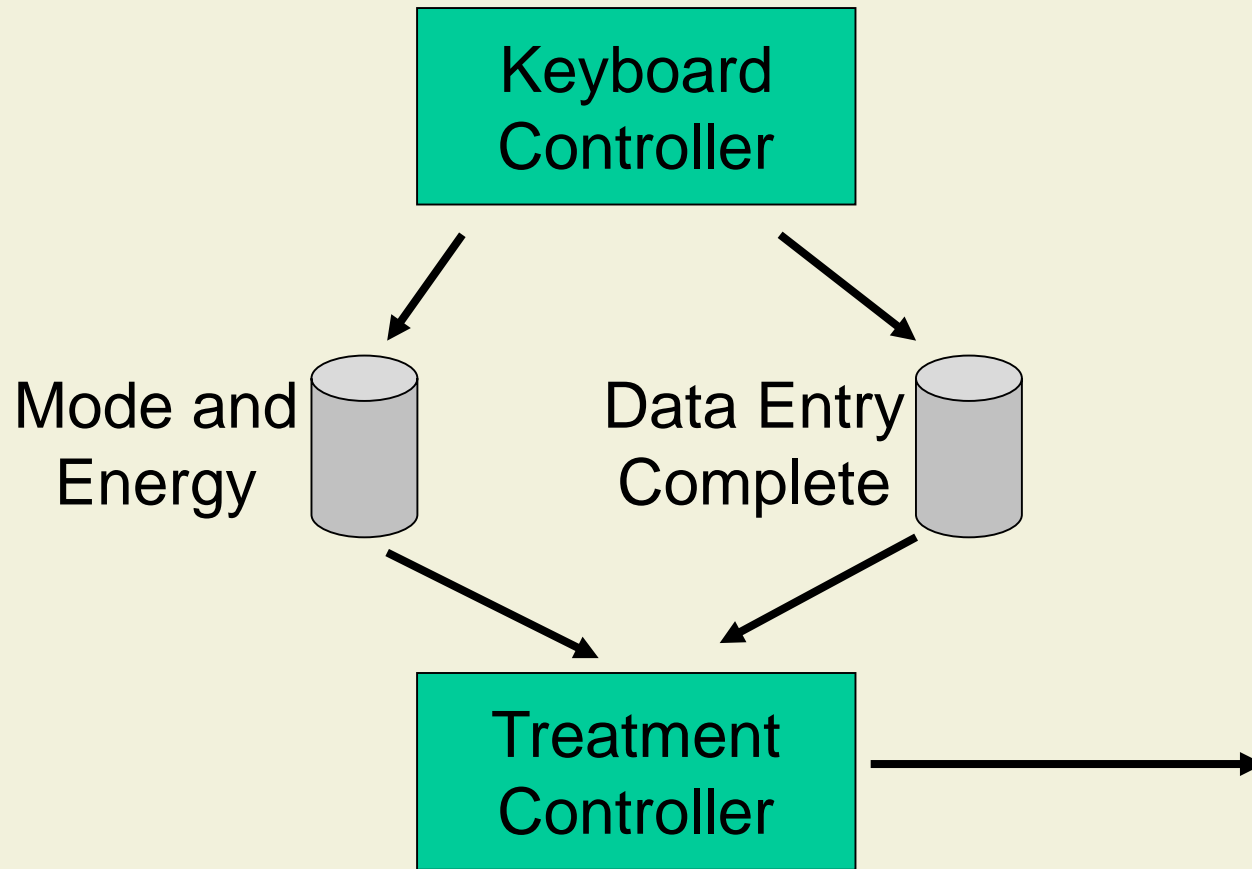 Keyboard
Controller
Mode and
Energy
Data Entry
Complete
Treatment
Controller